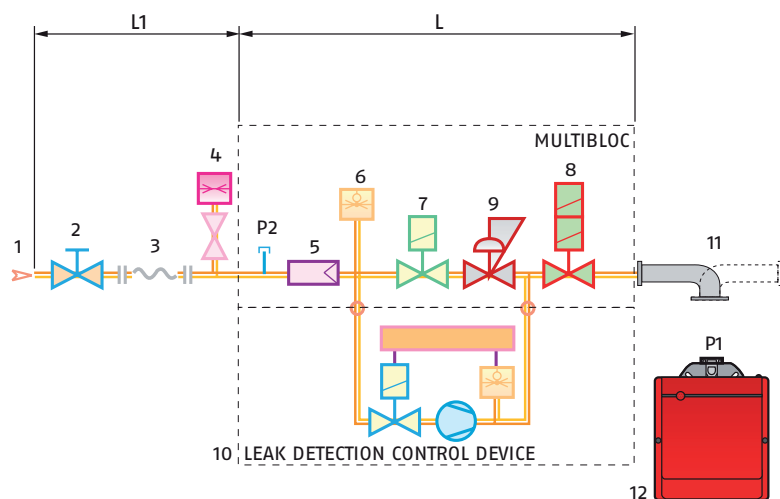 L1
L
MULTIBLOC
4
6
7
9
8
P2
1
2
3
5
11
P1
10 LEAK DETECTION CONTROL DEVICE
12